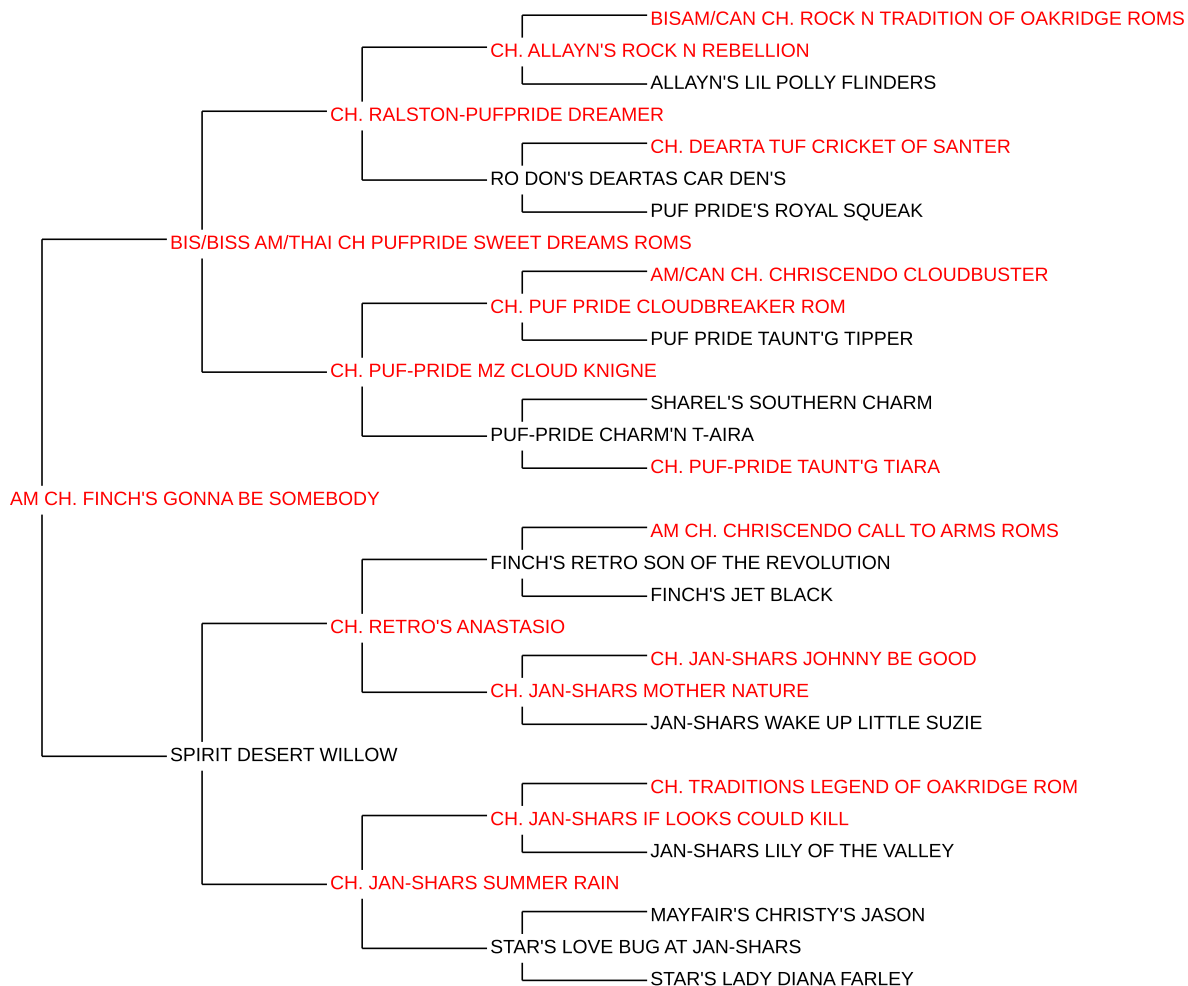 BISAM/CAN CH. ROCK N TRADITION OF OAKRIDGE ROMS
CH. ALLAYN'S ROCK N REBELLION
ALLAYN'S LIL POLLY FLINDERS
CH. RALSTON-PUFPRIDE DREAMER
CH. DEARTA TUF CRICKET OF SANTER
RO DON'S DEARTAS CAR DEN'S
PUF PRIDE'S ROYAL SQUEAK
BIS/BISS AM/THAI CH PUFPRIDE SWEET DREAMS ROMS
AM/CAN CH. CHRISCENDO CLOUDBUSTER
CH. PUF PRIDE CLOUDBREAKER ROM
PUF PRIDE TAUNT'G TIPPER
CH. PUF-PRIDE MZ CLOUD KNIGNE
SHAREL'S SOUTHERN CHARM
PUF-PRIDE CHARM'N T-AIRA
CH. PUF-PRIDE TAUNT'G TIARA
AM CH. FINCH'S GONNA BE SOMEBODY
AM CH. CHRISCENDO CALL TO ARMS ROMS
FINCH'S RETRO SON OF THE REVOLUTION
FINCH'S JET BLACK
CH. RETRO'S ANASTASIO
CH. JAN-SHARS JOHNNY BE GOOD
CH. JAN-SHARS MOTHER NATURE
JAN-SHARS WAKE UP LITTLE SUZIE
SPIRIT DESERT WILLOW
CH. TRADITIONS LEGEND OF OAKRIDGE ROM
CH. JAN-SHARS IF LOOKS COULD KILL
JAN-SHARS LILY OF THE VALLEY
CH. JAN-SHARS SUMMER RAIN
MAYFAIR'S CHRISTY'S JASON
STAR'S LOVE BUG AT JAN-SHARS
STAR'S LADY DIANA FARLEY